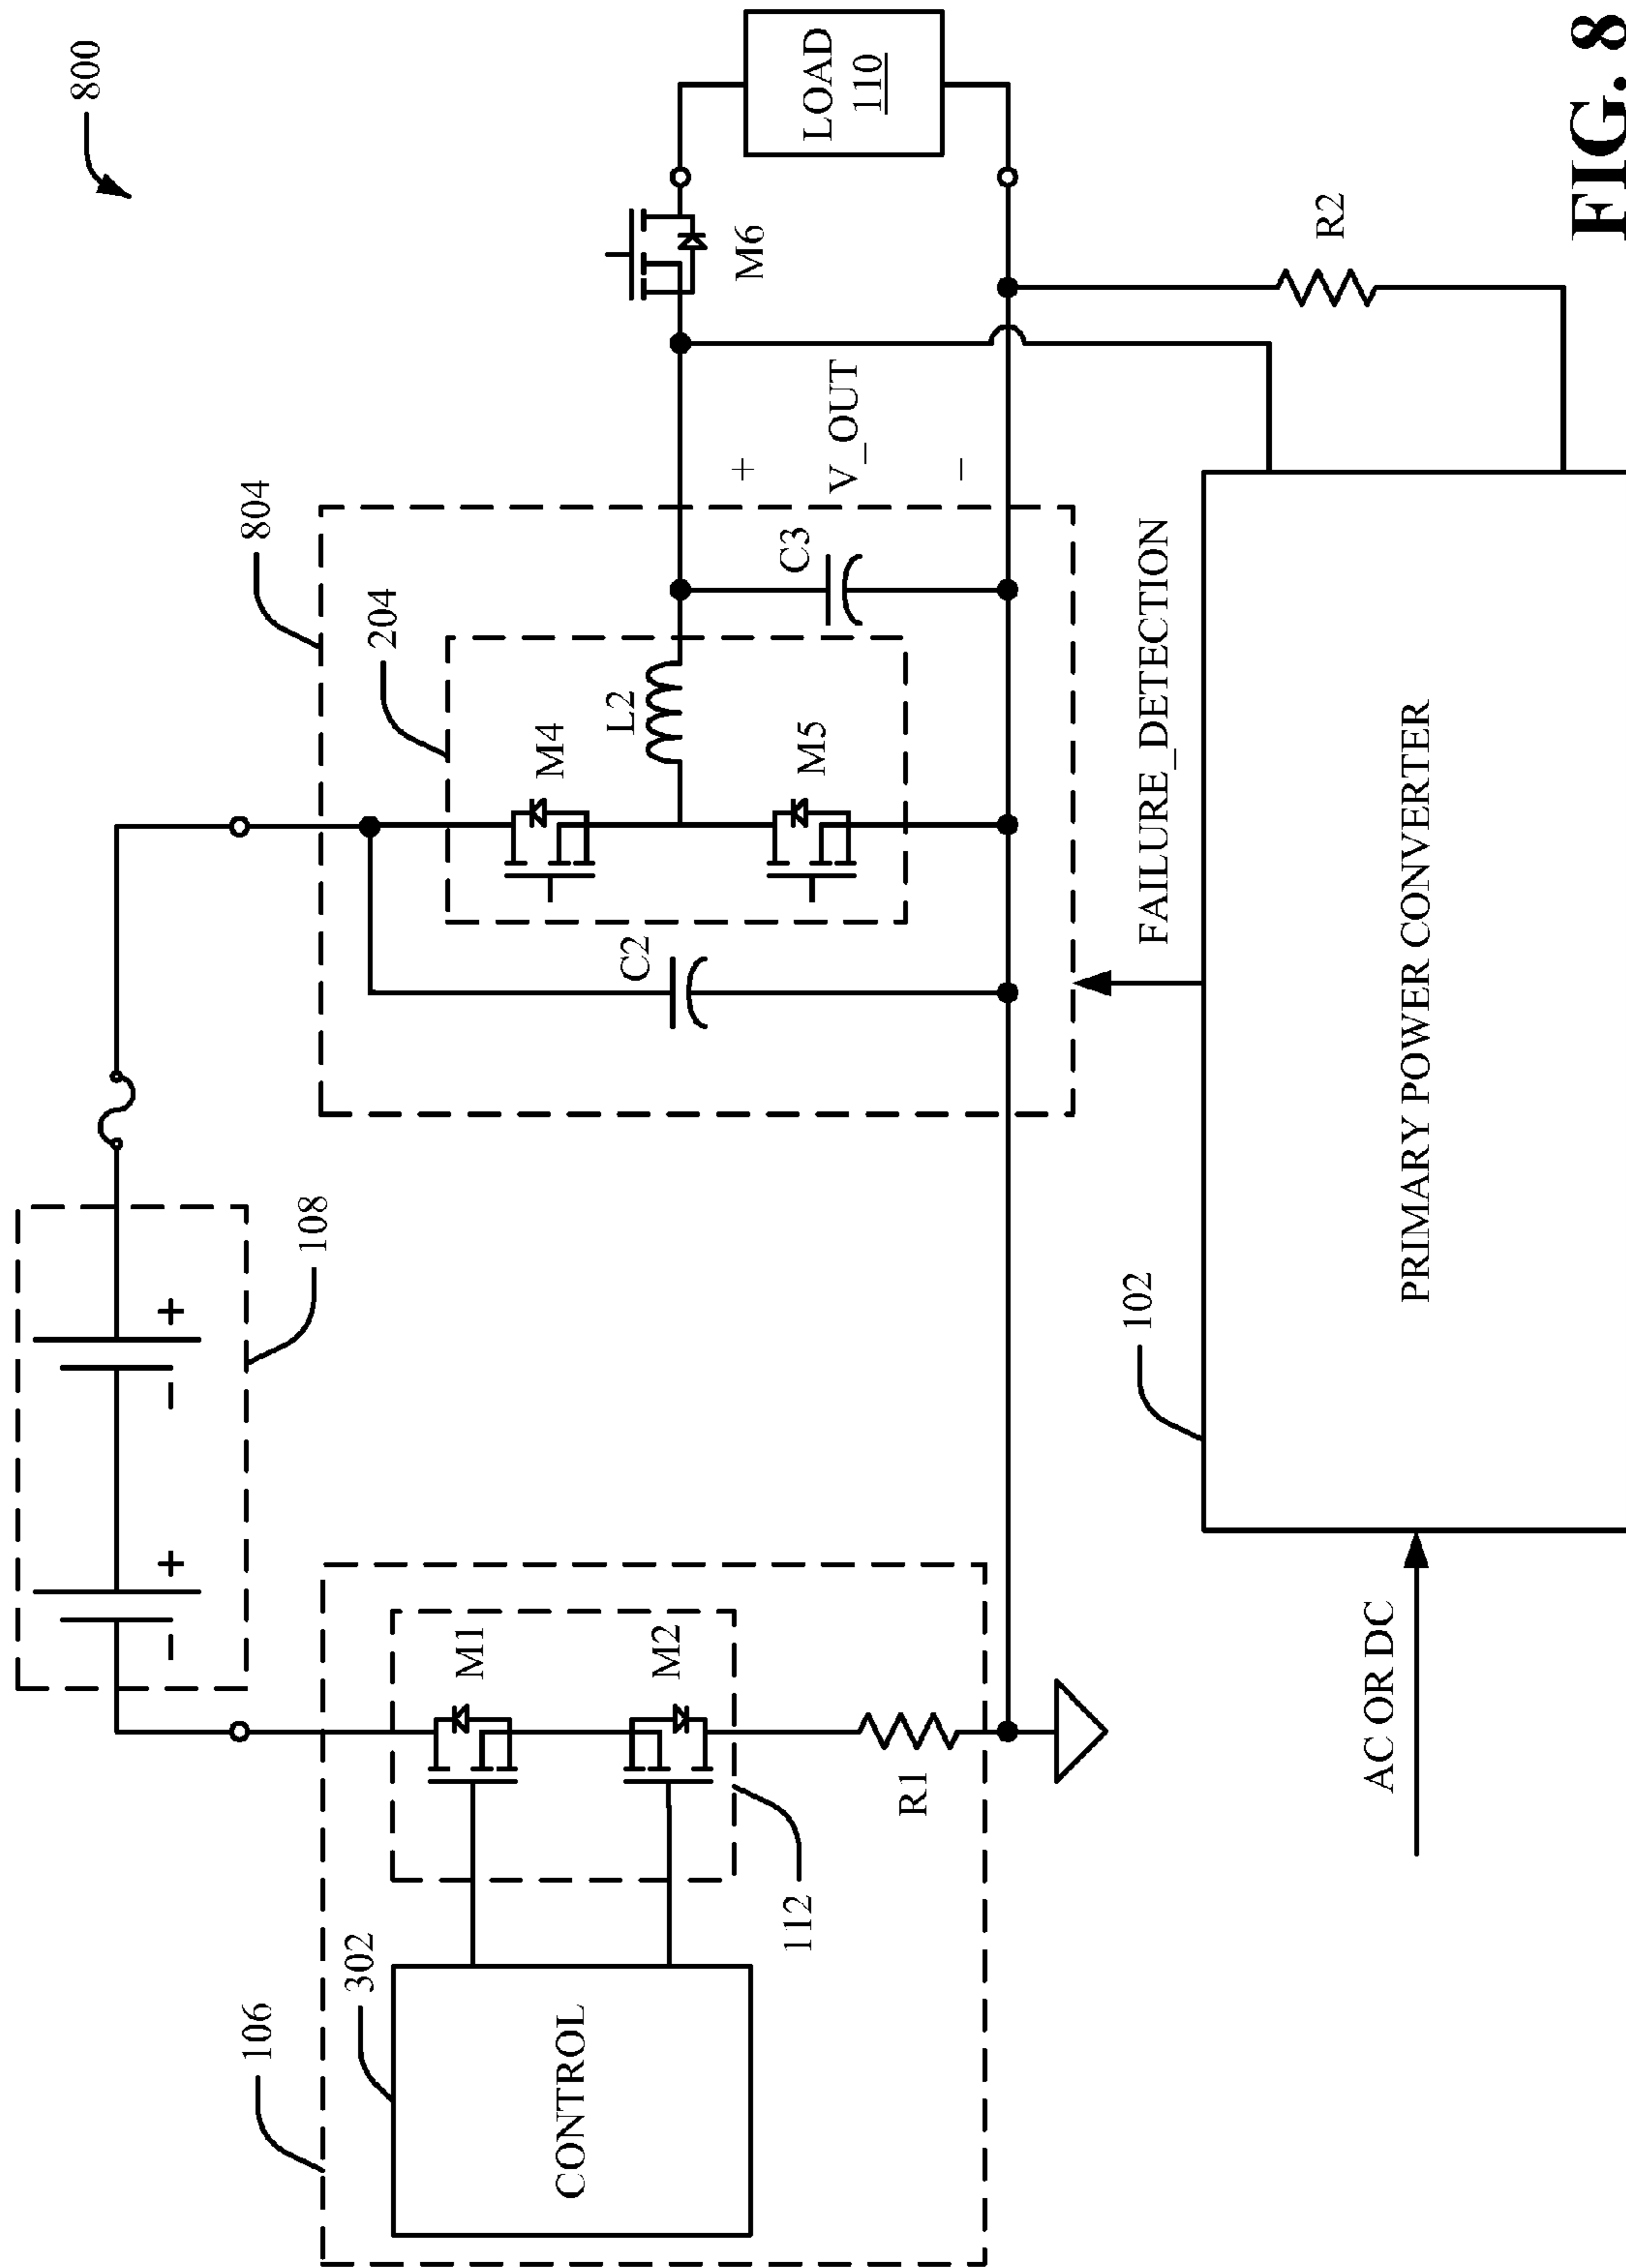 800
108
804
204
M4
L2
M5
C2
C3
+
V_OUT
−
M6
LOAD
110
R2
106
302
CONTROL
M1
M2
112
R1
− +
− +
FAILURE_DETECTION
102
PRIMARY POWER CONVERTER
AC OR DC
FIG. 8